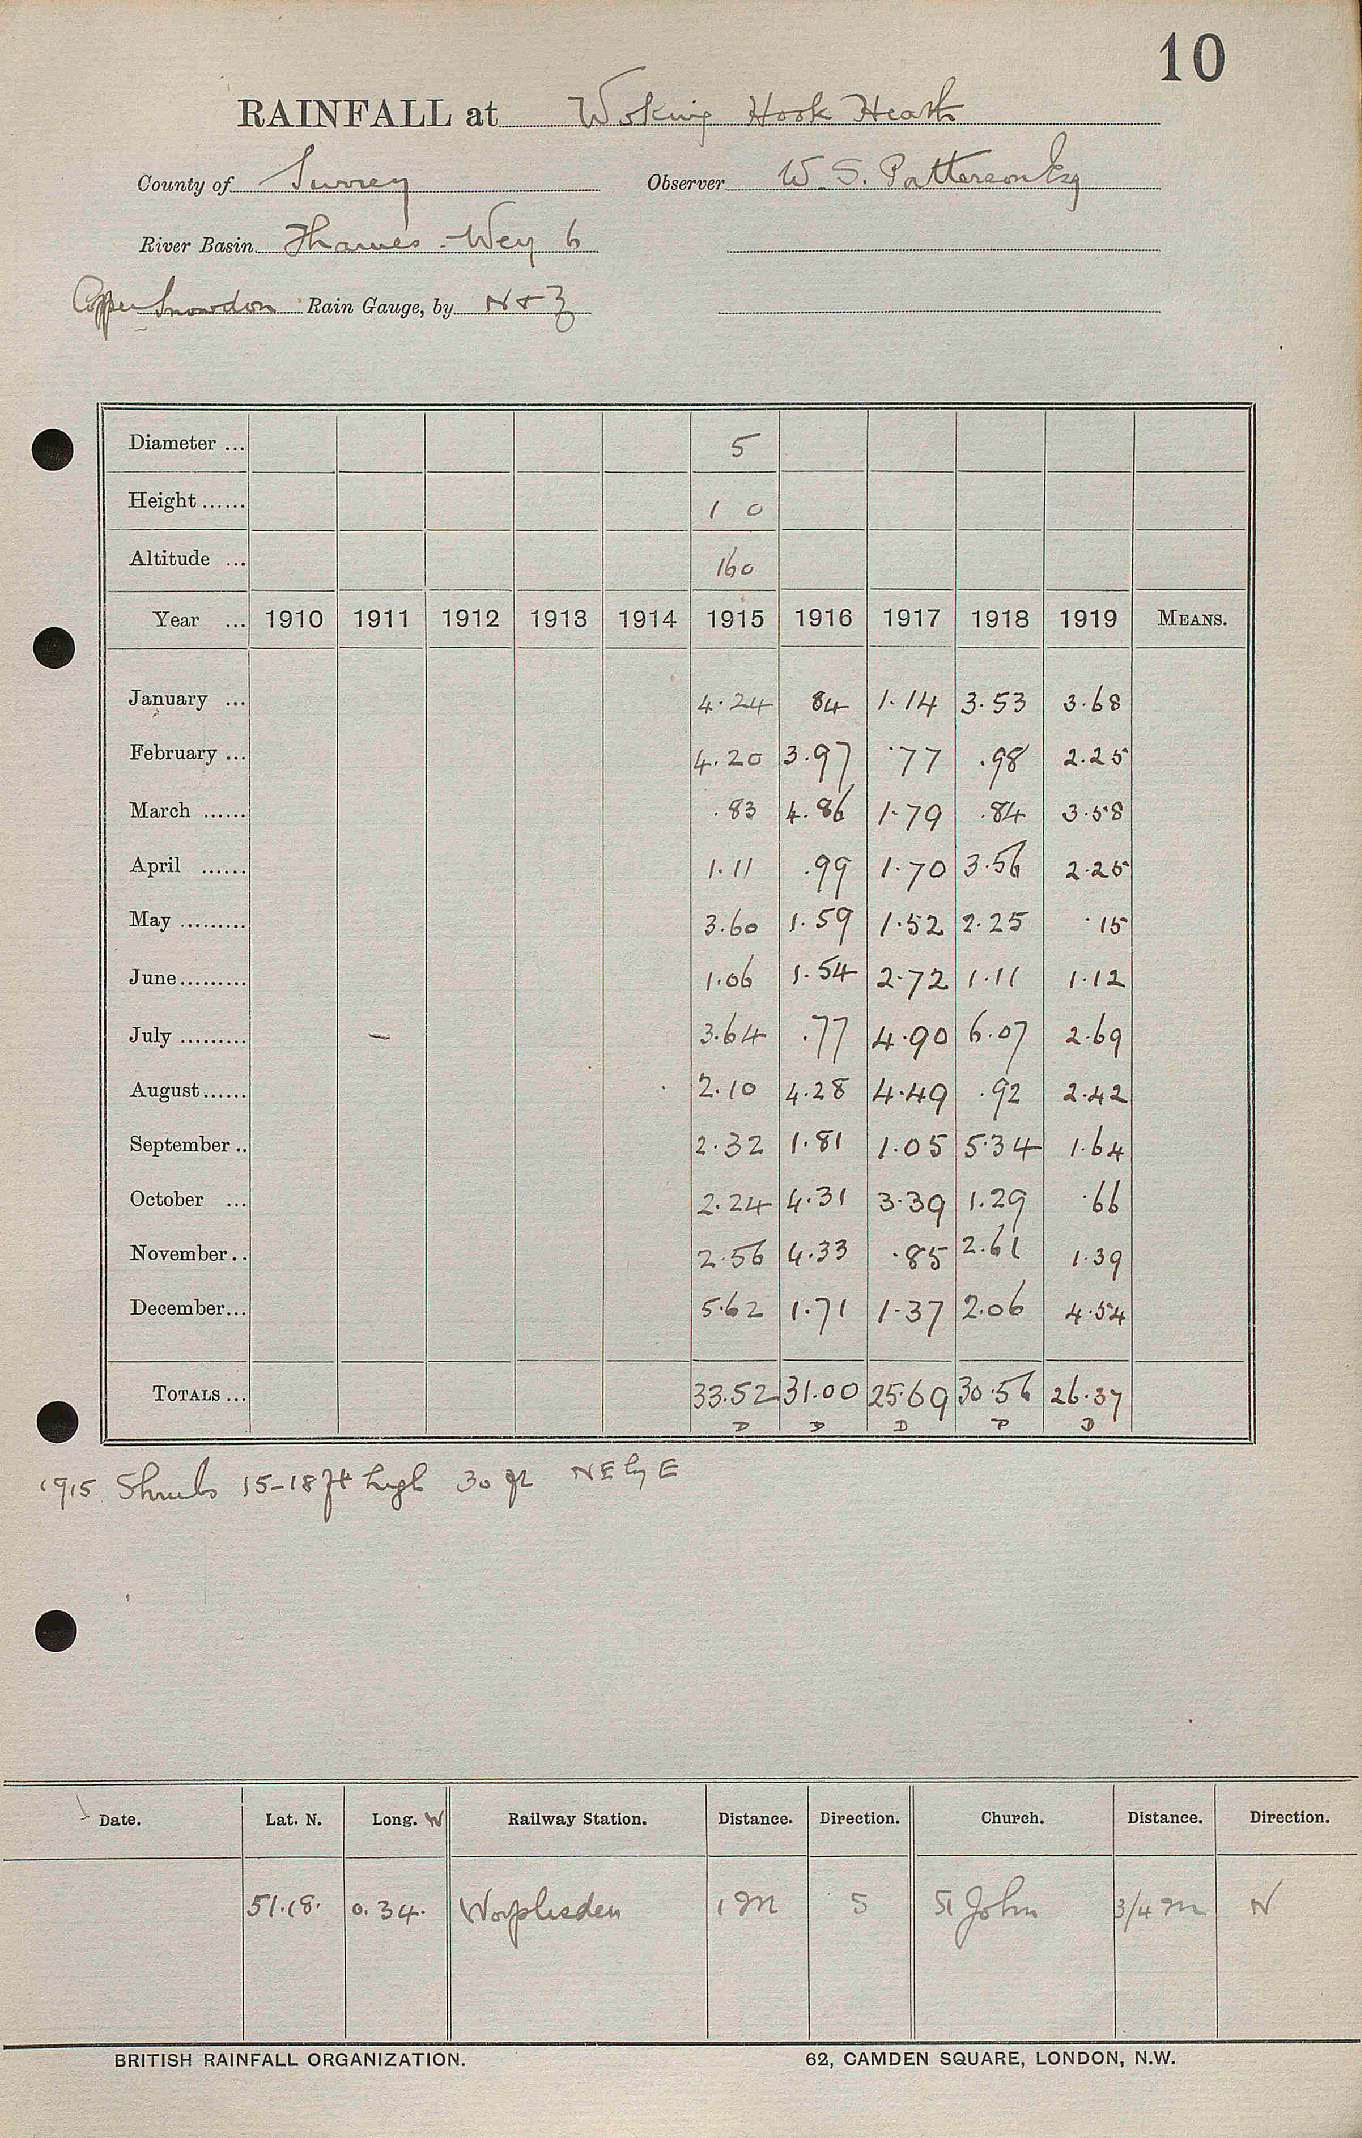 10
RAINFALL at Woking Hook Heath
County of Surrey Observer W. S. Patterson Esq
River Basin Thames - Wey 6
Copper Snowdon Rain Gauge, by N & Z
Diameter ... 5
Height ...... 1 0
Altitude ... 160
Year ... 1910 1911 1912 1913 1914 1915 1916 1917 1918 1919 MEANS.
January ... 4.24 84 1.14 3.53 3.68
February ... 4.20 3.97 .77 .98 2.25
March ...... .83 4.86 1.79 .84 3.58
April ...... 1.11 .99 1.70 3.56 2.25
May ......... 3.60 1.59 1.52 2.25 .15
June......... 1.06 1.54 2.72 1.11 1.12
July ......... – 3.64 .77 4.90 6.07 2.69
August...... 2.10 4.28 4.49 .92 2.42
September .. 2.32 1.81 1.05 5.34 1.64
October ... 2.24 4.31 3.39 1.29 .66
November.. 2.56 4.33 .85 2.61 1.39
December... 5.62 1.71 1.37 2.06 4.54
TOTALS ... 33.52 31.00 25.69 30.56 26.37
D D D D D
1915 Shrubs 15-18 ft high 30 ft NE by E
Date. Lat. N. Long. W Railway Station. Distance. Direction. Church. Distance. Direction.
51.18. 0.34. Worplesden 1 M S St John 3/4 m N
BRITISH RAINFALL ORGANIZATION. 62, CAMDEN SQUARE, LONDON, N.W.